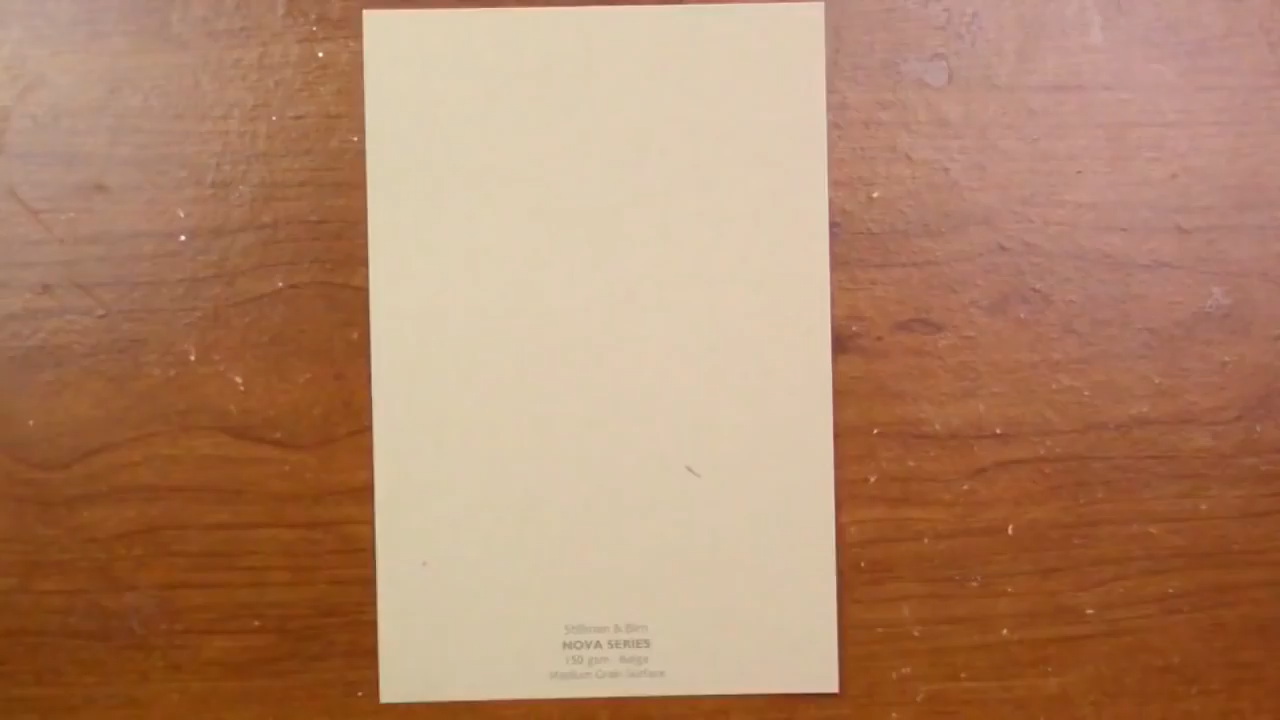 Stillman & Birn
NOVA SERIES
150 gsm Beige
Medium Grain Surface